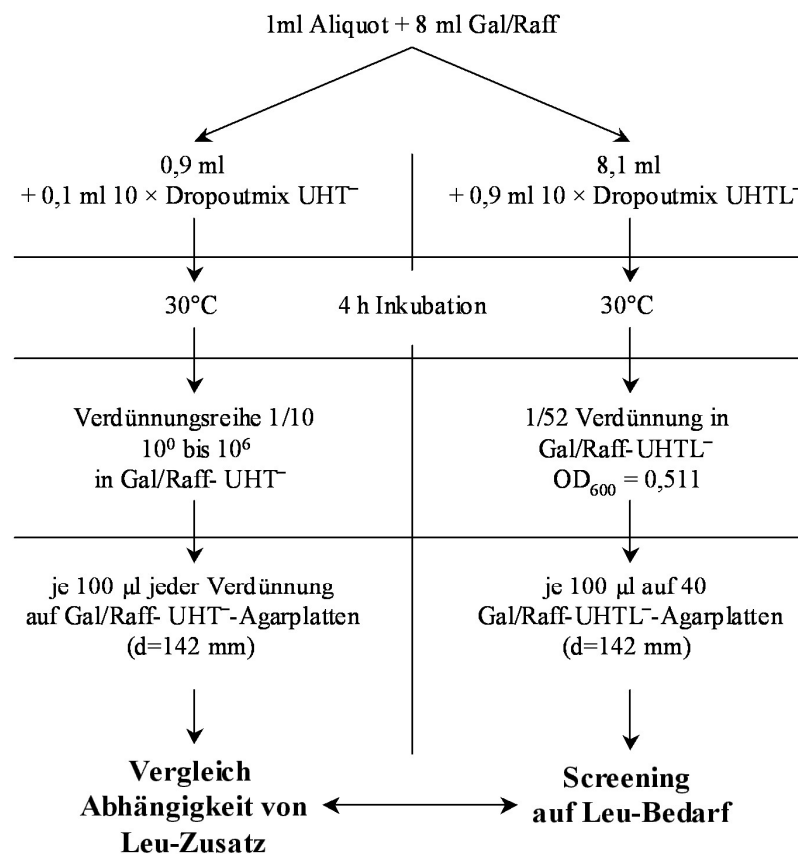 1ml Aliquot + 8 ml Gal/Raff
0,9 ml
+ 0,1 ml 10 × Dropoutmix UHT⁻
8,1 ml
+ 0,9 ml 10 × Dropoutmix UHTL⁻
30°C
4 h Inkubation
30°C
Verdünnungsreihe 1/10
10⁰ bis 10⁶
in Gal/Raff- UHT⁻
1/52 Verdünnung in
Gal/Raff-UHTL⁻
OD₆₀₀ = 0,511
je 100 µl jeder Verdünnung
auf Gal/Raff- UHT⁻-Agarplatten
(d=142 mm)
je 100 µl auf 40
Gal/Raff-UHTL⁻-Agarplatten
(d=142 mm)
Vergleich
Abhängigkeit von
Leu-Zusatz
Screening
auf Leu-Bedarf